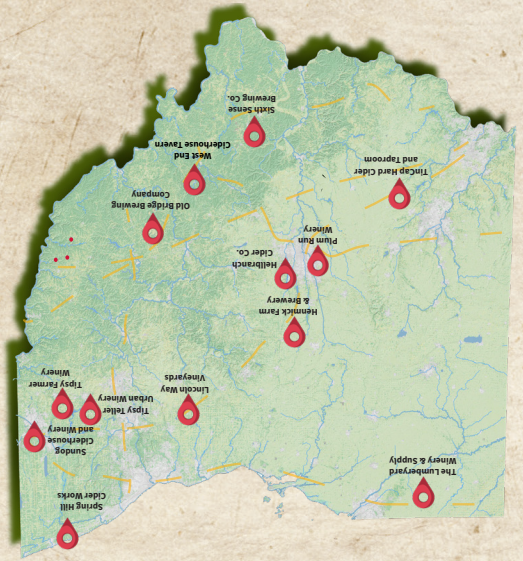 Spring Hill
Cider Works
The Lumberyard
Winery & Supply
Sundog
Ciderhouse
and Winery
Tipsy Teller
Urban Winery
Tipsy Farmer
Winery
Lincoln Way
Vineyards
Henmick Farm
& Brewery
Hellbranch
Cider Co.
Plum Run
Winery
Old Bridge Brewing
Company
Tincap Hard Cider
and Taproom
West End
Ciderhouse Tavern
Sixth Sense
Brewing Co.